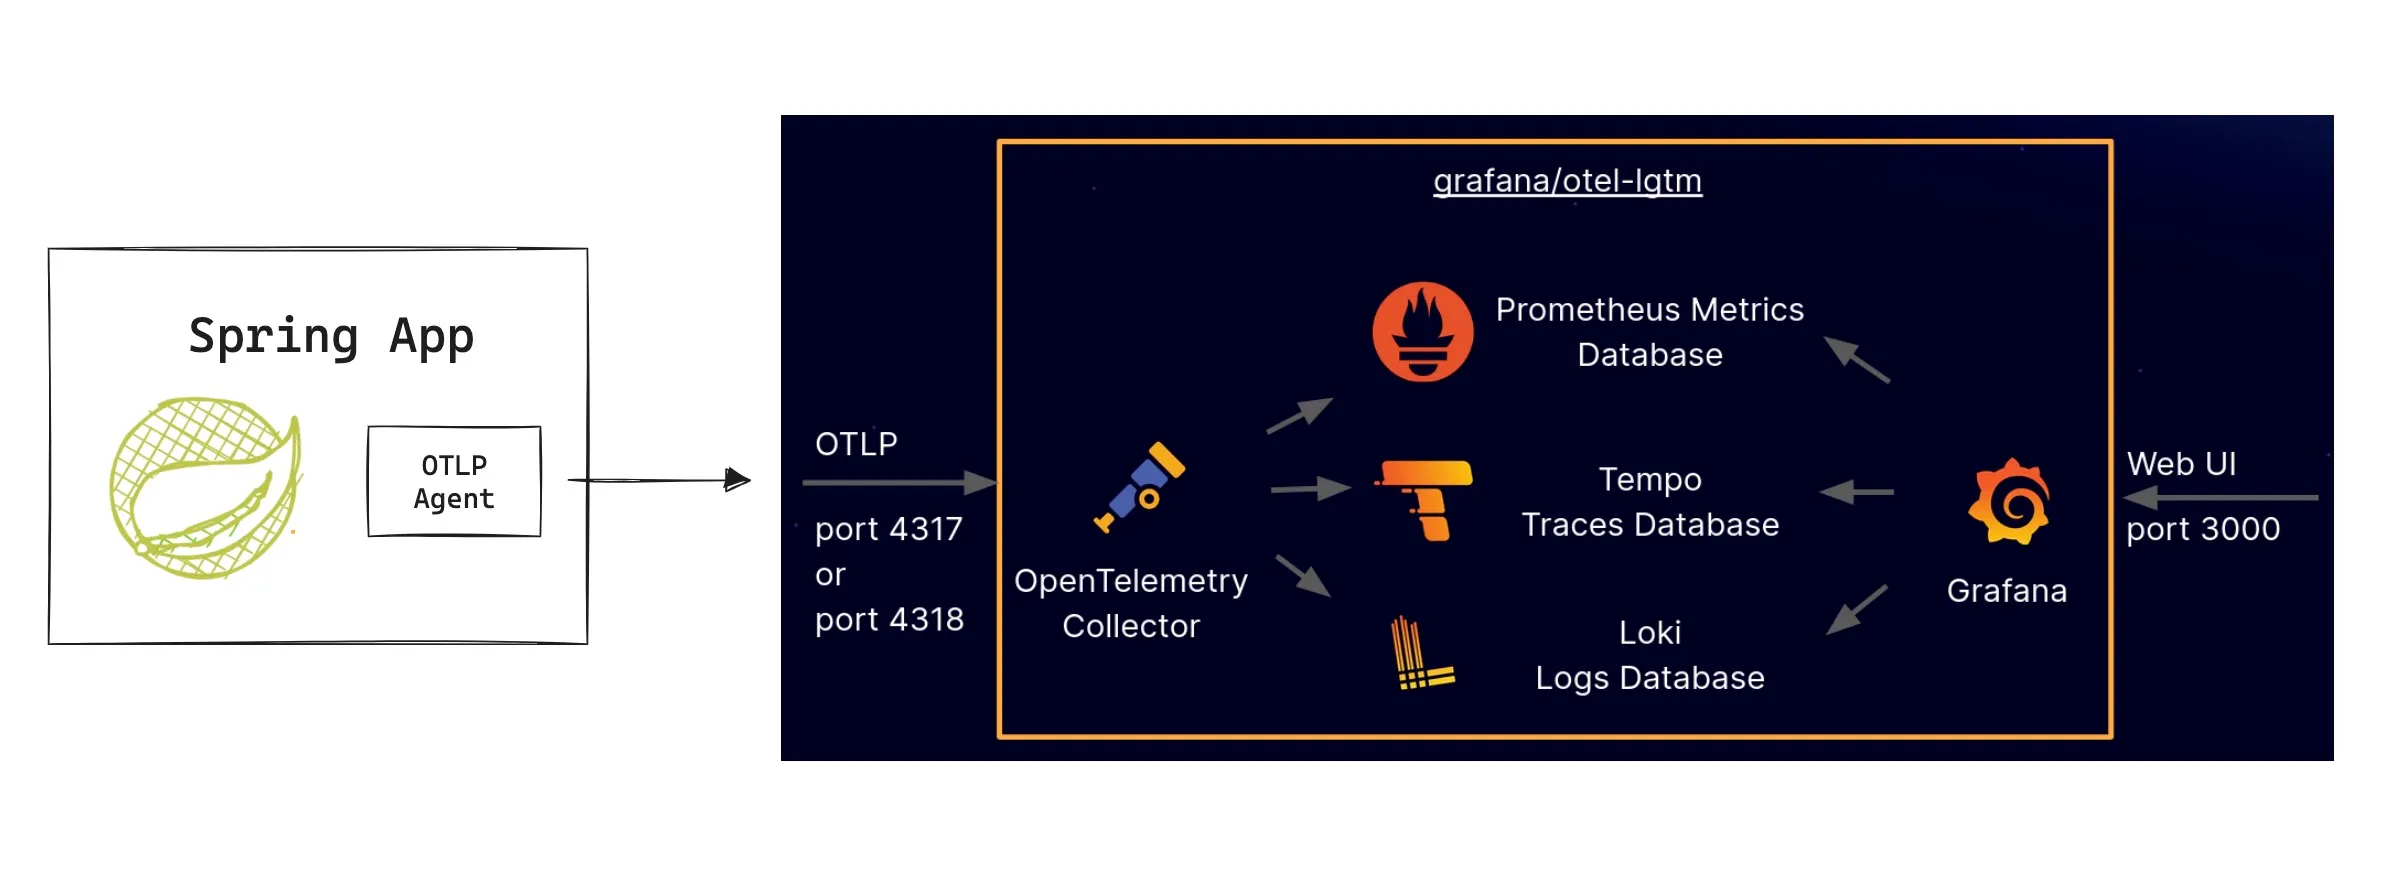 Spring App
OTLP
Agent
OTLP
port 4317
or
port 4318
grafana/otel-lgtm
OpenTelemetry
Collector
Prometheus Metrics
Database
Tempo
Traces Database
Loki
Logs Database
Grafana
Web UI
port 3000